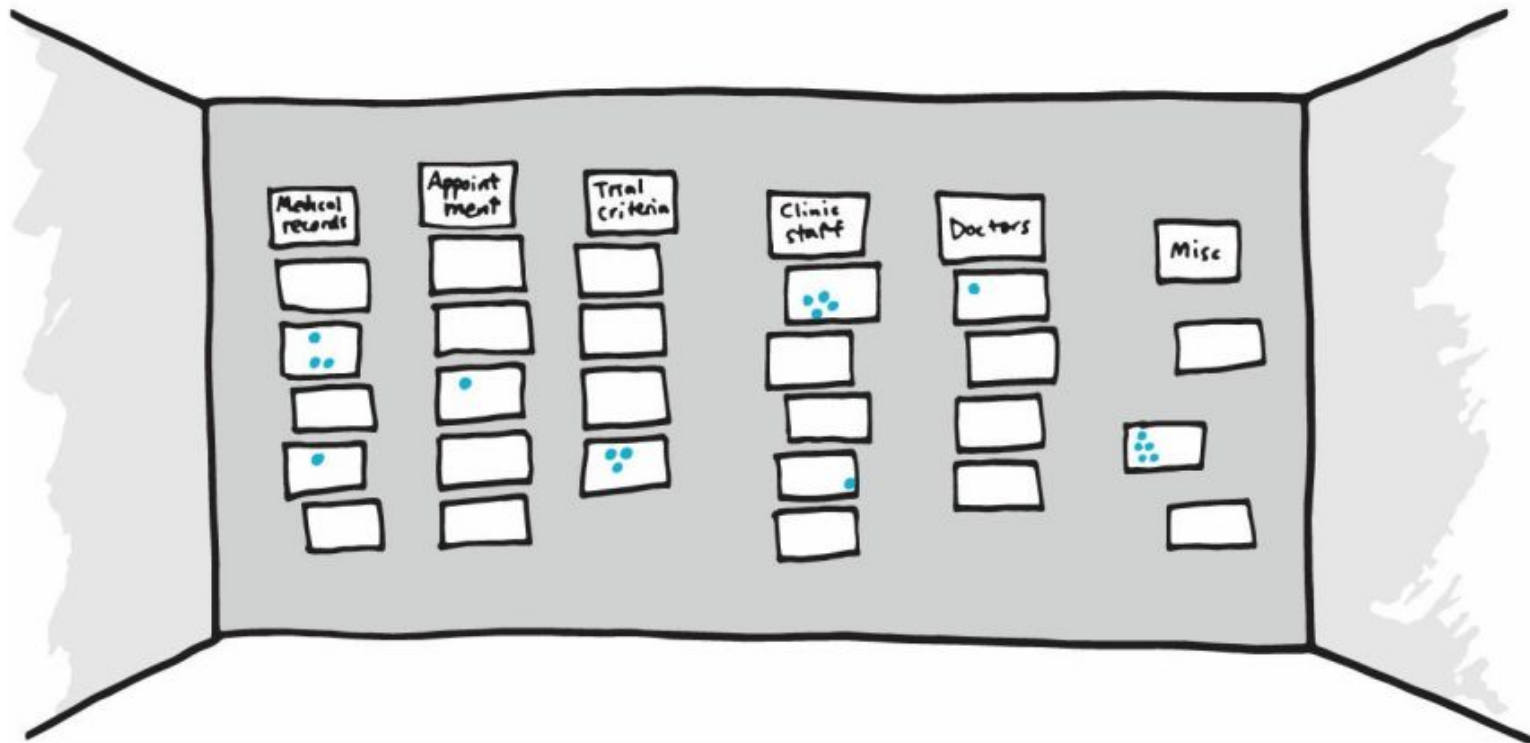 Medical
records
Appoint
ment
Trial
criteria
Clinic
staff
Doctors
Misc